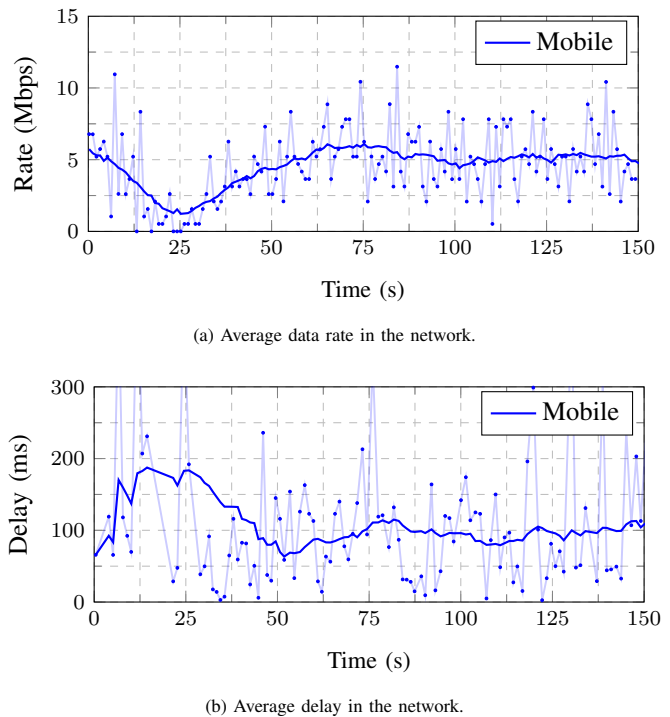 15
10
5
0
Rate (Mbps)
Mobile
0 25 50 75 100 125 150
Time (s)
(a) Average data rate in the network.
300
200
100
0
Delay (ms)
Mobile
0 25 50 75 100 125 150
Time (s)
(b) Average delay in the network.